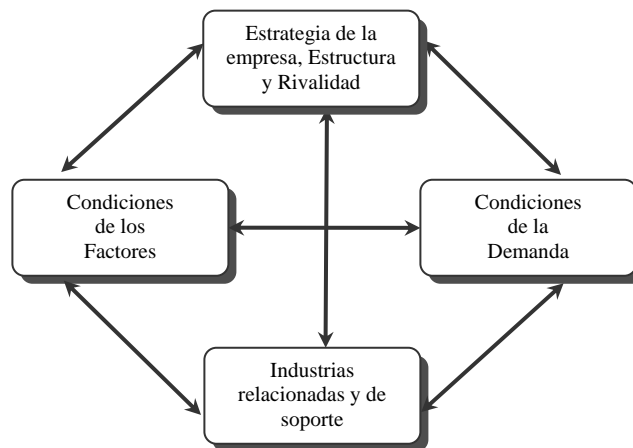 Estrategia de la
empresa, Estructura
y Rivalidad
Condiciones
de los
Factores
Condiciones
de la
Demanda
Industrias
relacionadas y de
soporte